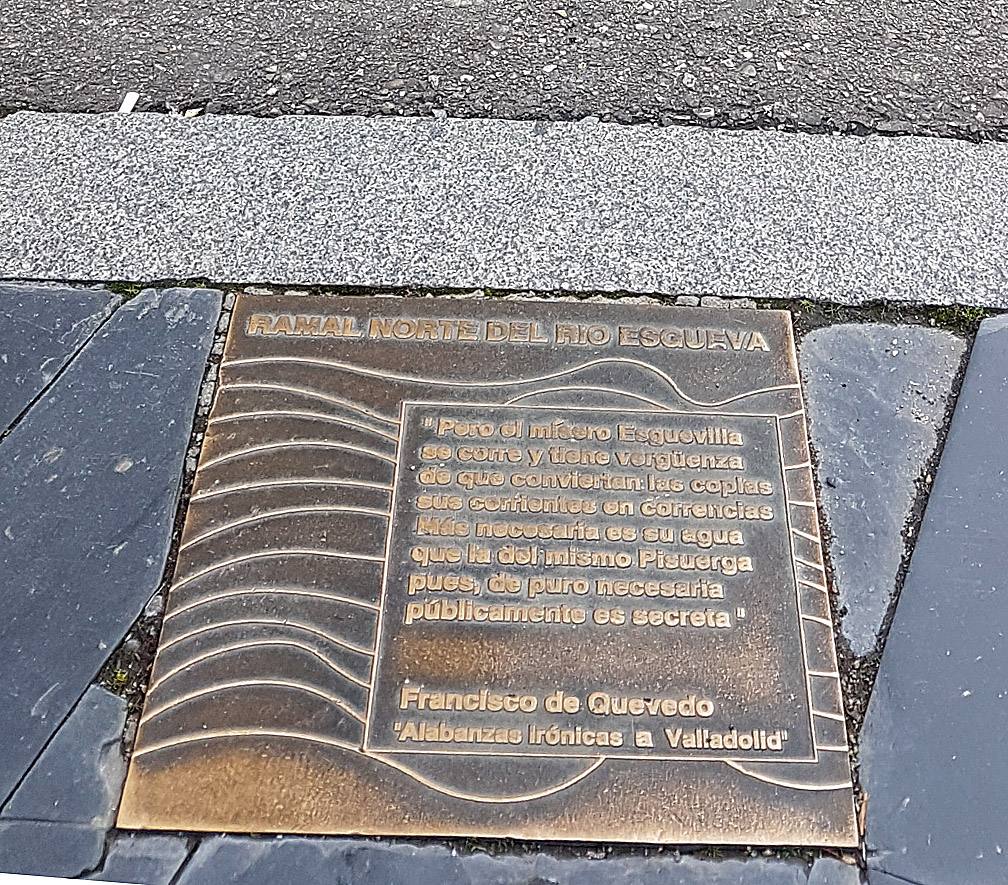 RAMAL NORTE DEL RIO ESGUEVA
"Pero el mísero Esguevilla
se corre y tiene vergüenza
de que conviertan las coplas
sus corrientes en correncias
Más necesaria es su agua
que la del mismo Pisuerga
pues, de puro necesaria
públicamente es secreta"
Francisco de Quevedo
"Alabanzas Irónicas a Valladolid"